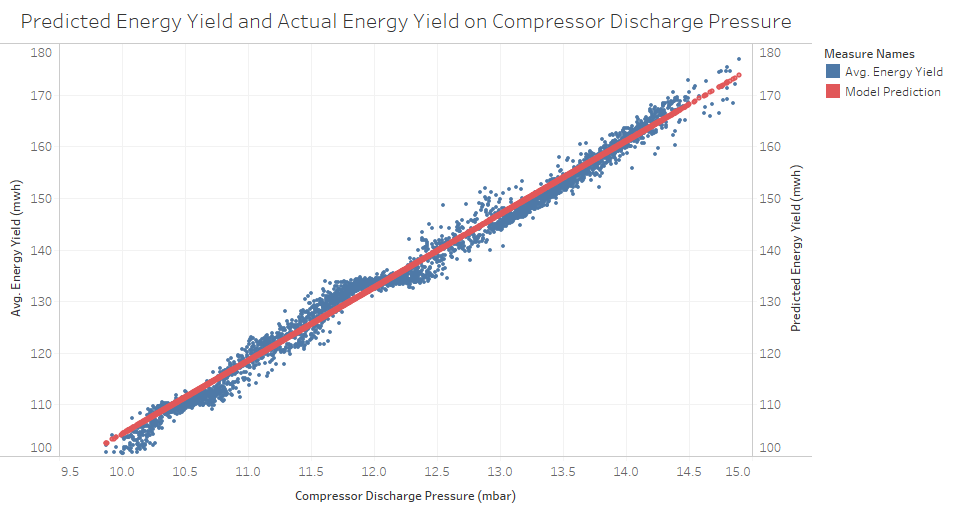 Predicted Energy Yield and Actual Energy Yield on Compressor Discharge Pressure
Measure Names
Avg. Energy Yield
Model Prediction
Avg. Energy Yield (mwh)
180
170
160
150
140
130
120
110
100
180
170
160
150
140
130
120
110
100
Predicted Energy Yield (mwh)
9.5 10.0 10.5 11.0 11.5 12.0 12.5 13.0 13.5 14.0 14.5 15.0
Compressor Discharge Pressure (mbar)